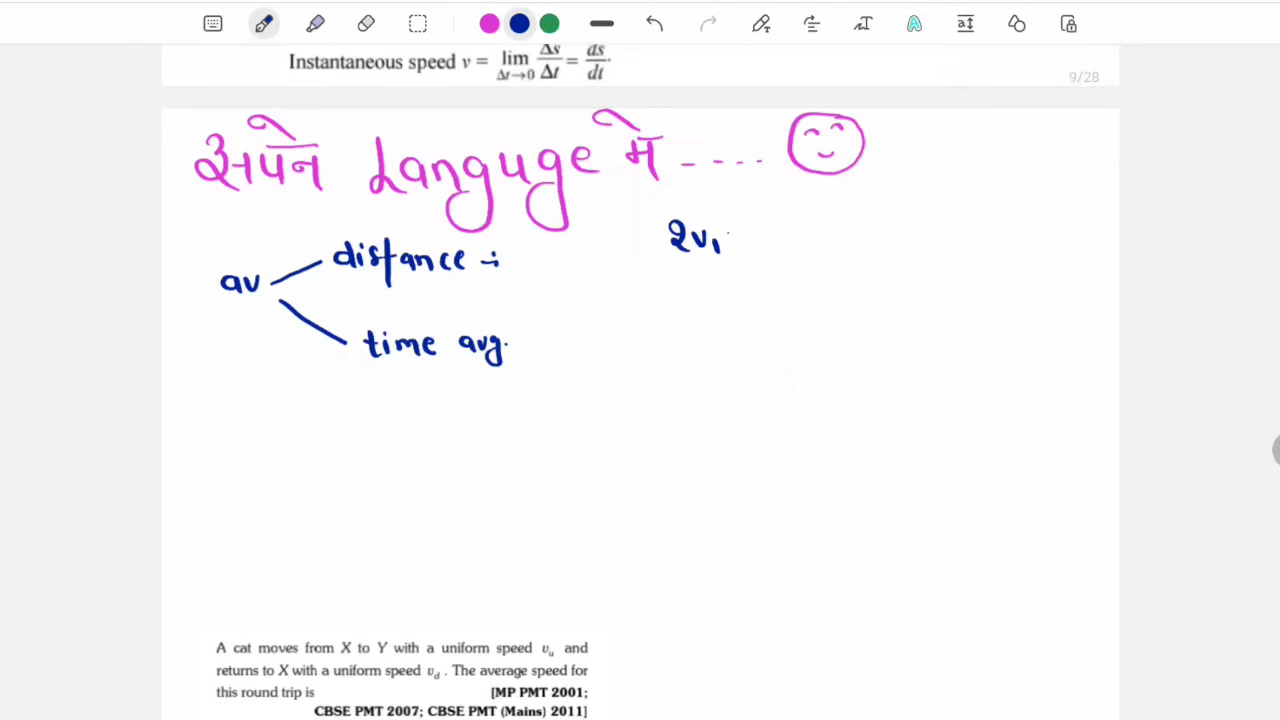 Instantaneous speed v = lim Δt→0 Δs/Δt = ds/dt.
9/28
अपने Languge में - - - -
av distance :- 2v₁
time avg.
A cat moves from X to Y with a uniform speed vᵤ and
returns to X with a uniform speed v_d . The average speed for
this round trip is [MP PMT 2001;
CBSE PMT 2007; CBSE PMT (Mains) 2011]